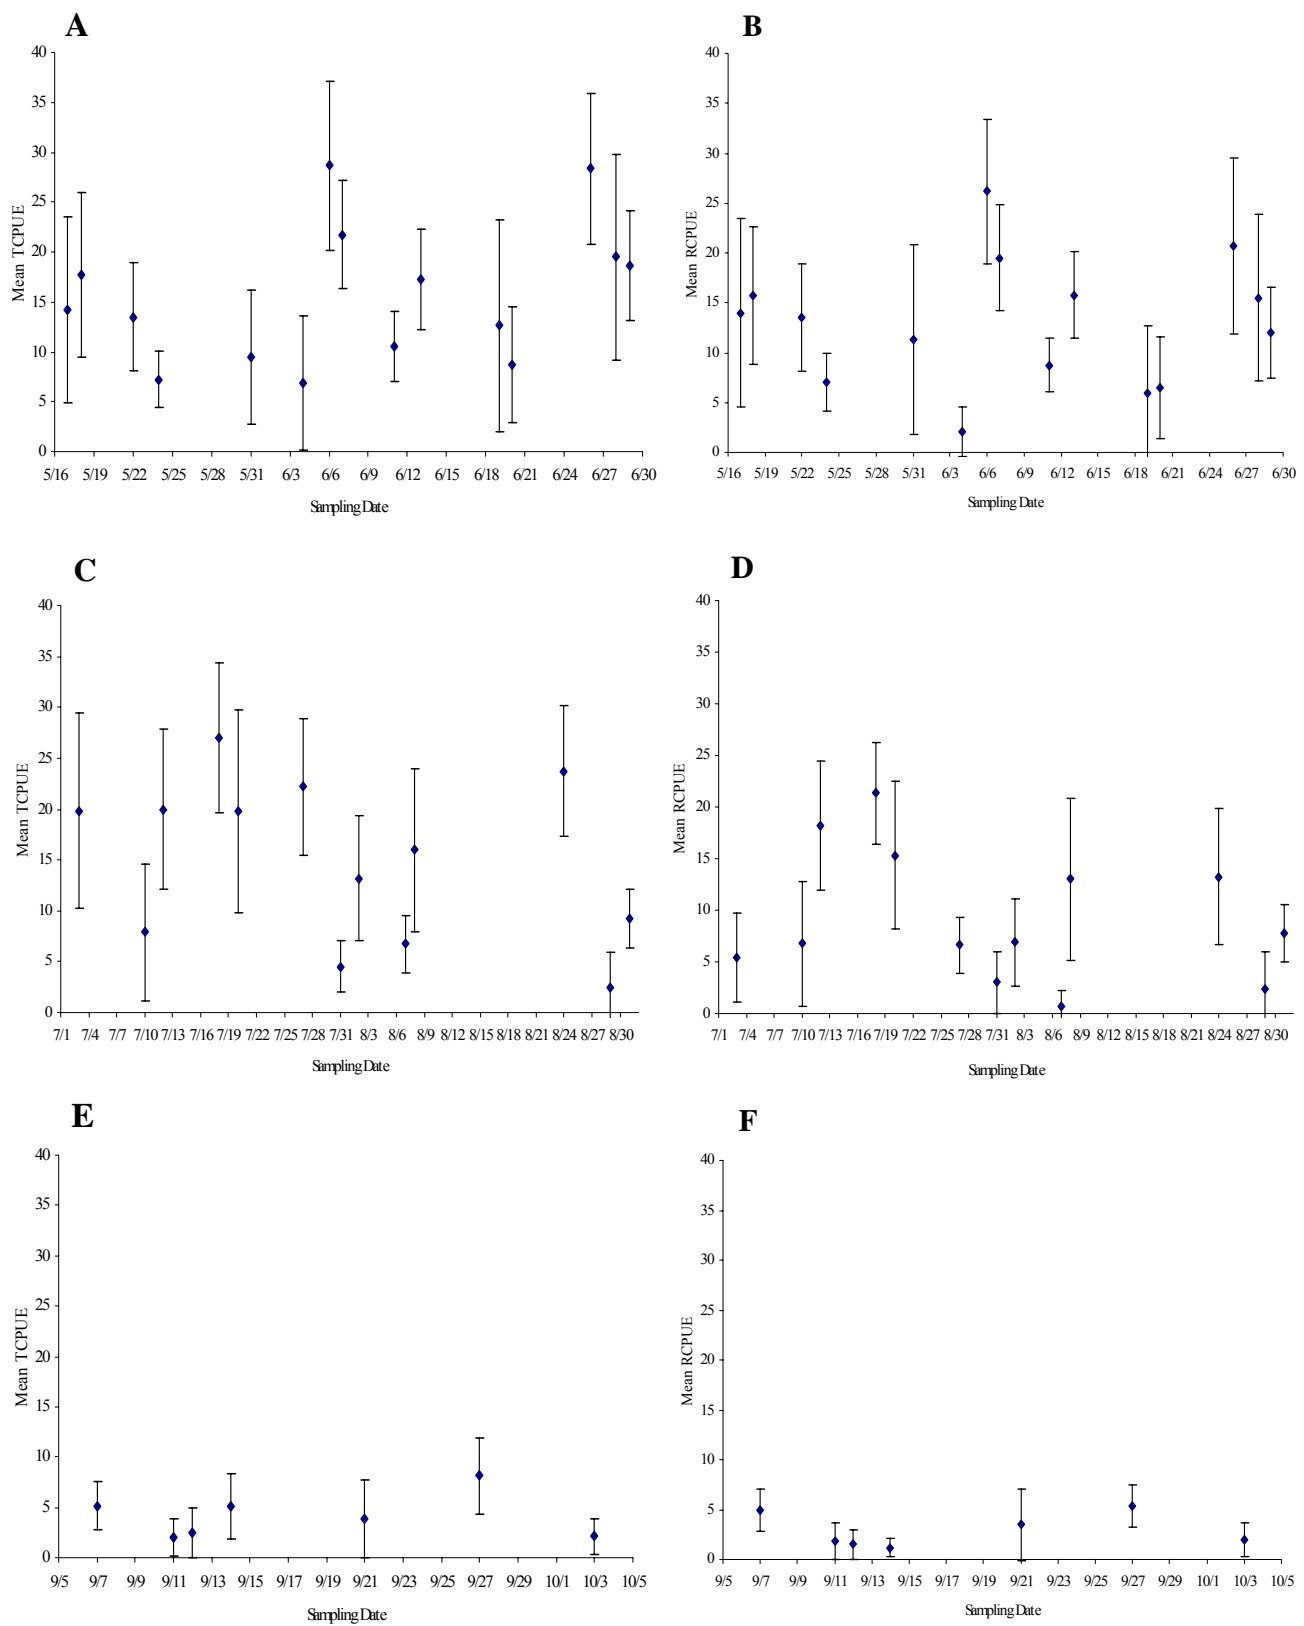 A
40
35
30
25
20
15
10
5
0
Mean TCPUE
5/16 5/19 5/22 5/25 5/28 5/31 6/3 6/6 6/9 6/12 6/15 6/18 6/21 6/24 6/27 6/30
Sampling Date
B
40
35
30
25
20
15
10
5
0
Mean RCPUE
5/16 5/19 5/22 5/25 5/28 5/31 6/3 6/6 6/9 6/12 6/15 6/18 6/21 6/24 6/27 6/30
Sampling Date
C
40
35
30
25
20
15
10
5
0
Mean TCPUE
7/1 7/4 7/7 7/10 7/13 7/16 7/19 7/22 7/25 7/28 7/31 8/3 8/6 8/9 8/12 8/15 8/18 8/21 8/24 8/27 8/30
Sampling Date
D
40
35
30
25
20
15
10
5
0
Mean RCPUE
7/1 7/4 7/7 7/10 7/13 7/16 7/19 7/22 7/25 7/28 7/31 8/3 8/6 8/9 8/12 8/15 8/18 8/21 8/24 8/27 8/30
Sampling Date
E
40
35
30
25
20
15
10
5
0
Mean TCPUE
9/5 9/7 9/9 9/11 9/13 9/15 9/17 9/19 9/21 9/23 9/25 9/27 9/29 10/1 10/3 10/5
Sampling Date
F
40
35
30
25
20
15
10
5
0
Mean RCPUE
9/5 9/7 9/9 9/11 9/13 9/15 9/17 9/19 9/21 9/23 9/25 9/27 9/29 10/1 10/3 10/5
Sampling Date